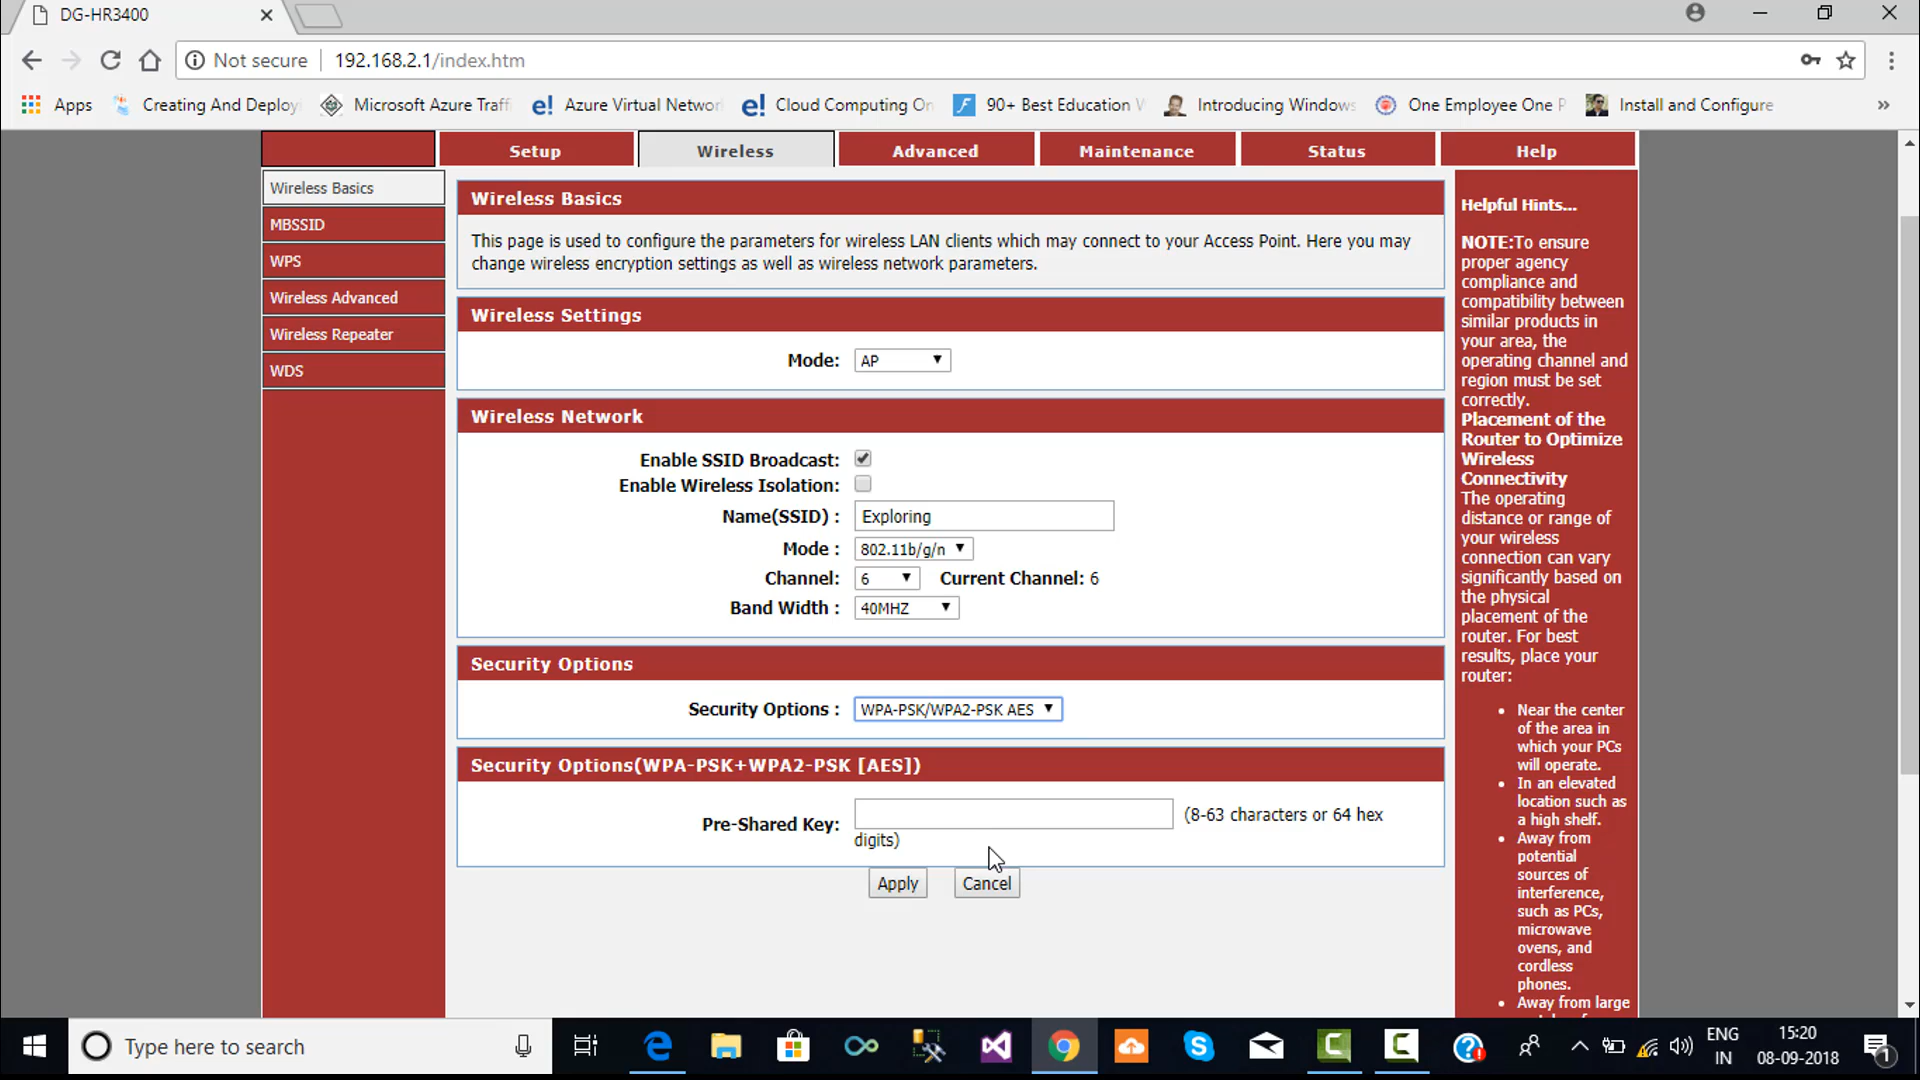 DG-HR3400
Not secure
192.168.2.1/index.htm
Apps
Creating And Deploy
Microsoft Azure Traffi
Azure Virtual Networ
Cloud Computing On
90+ Best Education
Introducing Windows
One Employee One P
Install and Configure
Setup
Wireless
Advanced
Maintenance
Status
Help
Wireless Basics
MBSSID
WPS
Wireless Advanced
Wireless Repeater
WDS
Wireless Basics
This page is used to configure the parameters for wireless LAN clients which may connect to your Access Point. Here you may
change wireless encryption settings as well as wireless network parameters.
Wireless Settings
Mode: AP
Wireless Network
Enable SSID Broadcast:
Enable Wireless Isolation:
Name(SSID) : Exploring
Mode : 802.11b/g/n
Channel: 6 Current Channel: 6
Band Width : 40MHZ
Security Options
Security Options : WPA-PSK/WPA2-PSK AES
Security Options(WPA-PSK+WPA2-PSK [AES])
Pre-Shared Key: (8-63 characters or 64 hex
digits)
Apply
Cancel
Helpful Hints...
NOTE:To ensure
proper agency
compliance and
compatibility between
similar products in
your area, the
operating channel and
region must be set
correctly.
Placement of the
Router to Optimize
Wireless
Connectivity
The operating
distance or range of
your wireless
connection can vary
significantly based on
the physical
placement of the
router. For best
results, place your
router:
Near the center
of the area in
which your PCs
will operate.
In an elevated
location such as
a high shelf.
Away from
potential
sources of
interference,
such as PCs,
microwave
ovens, and
cordless
phones.
Away from large
Type here to search
ENG
IN
15:20
08-09-2018
1